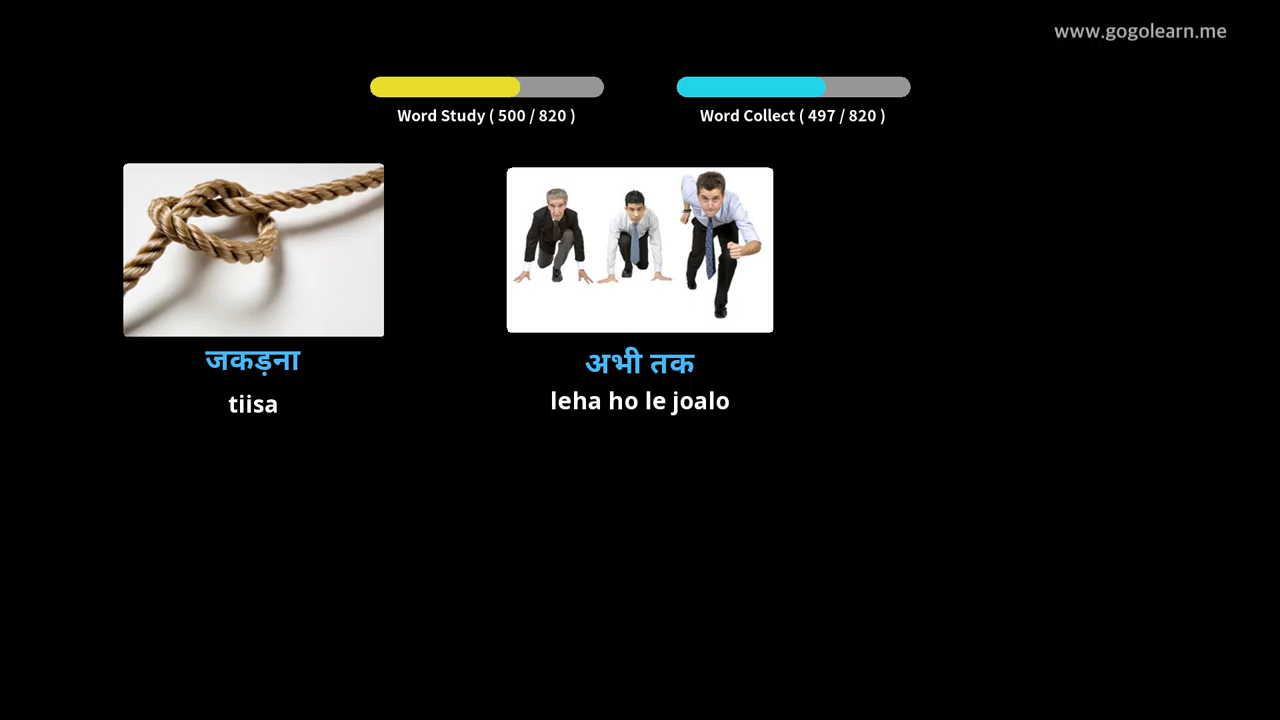 www.gogolearn.me
Word Study ( 500 / 820 )
Word Collect ( 497 / 820 )
जकड़ना
tiisa
अभी तक
leha ho le joalo